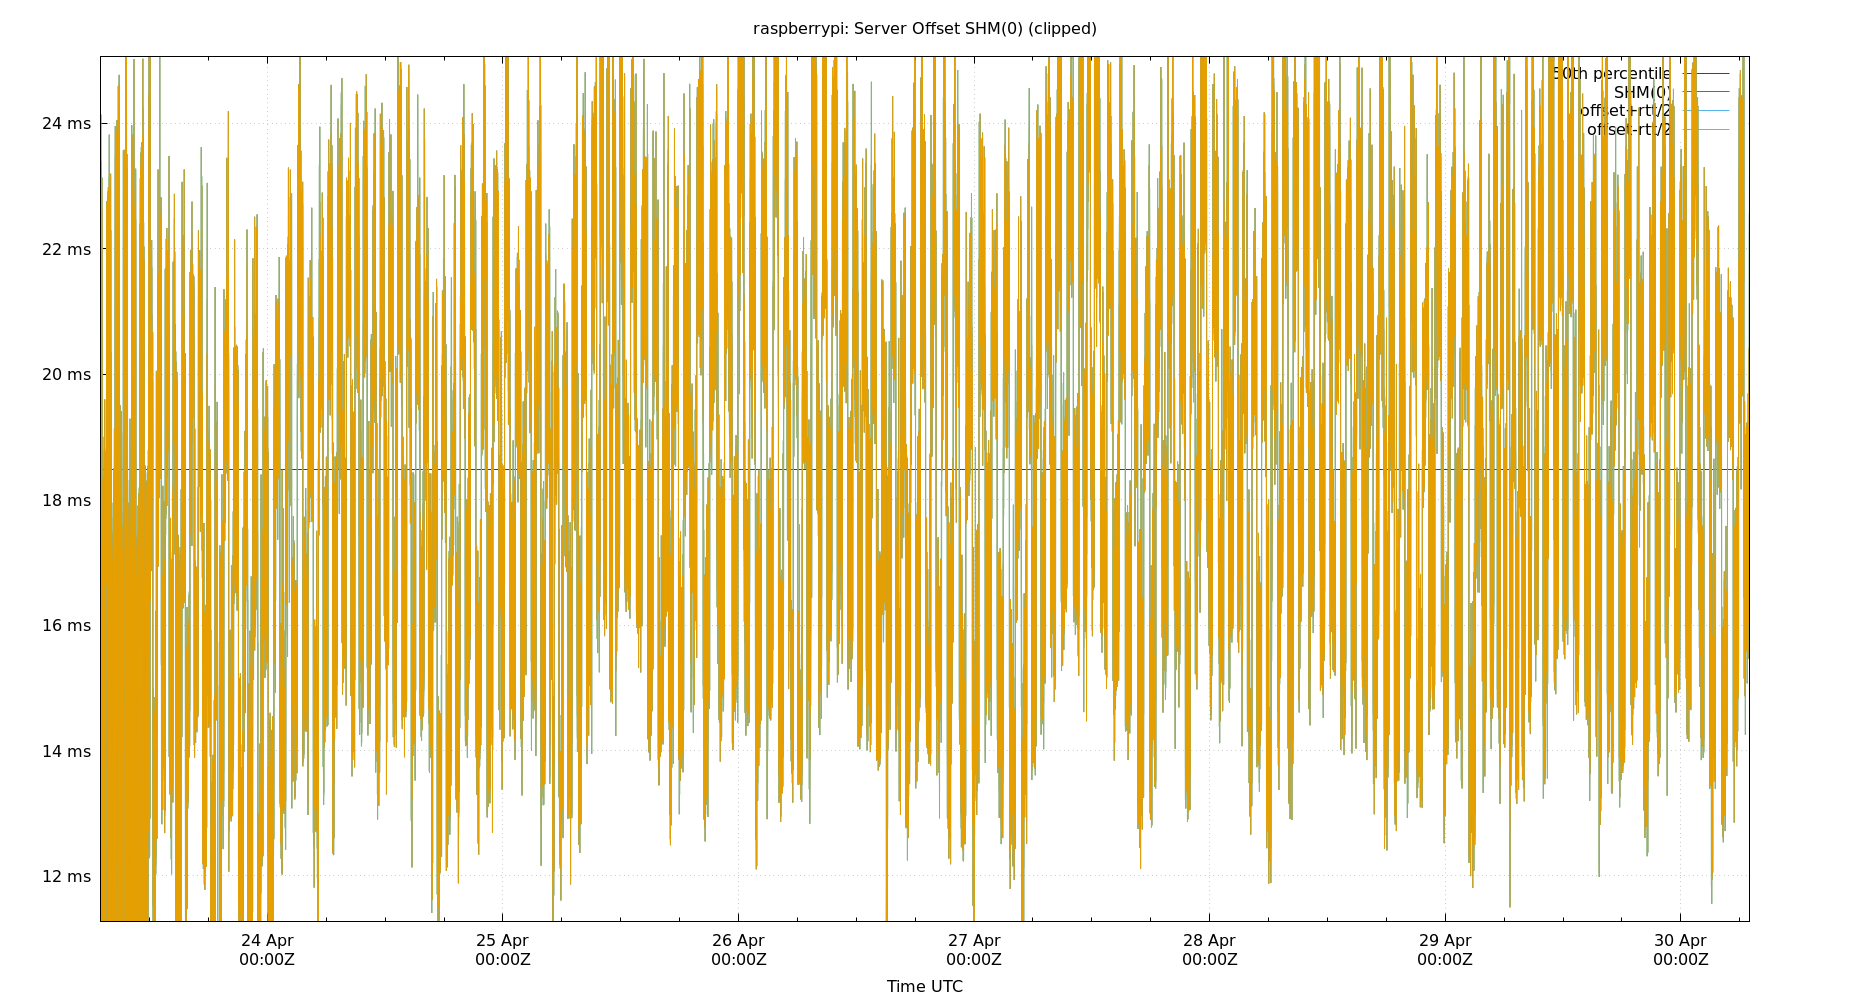 raspberrypi: Server Offset SHM(0) (clipped)
50th percentile
SHM(0)
offset+rtt/2
offset-rtt/2
24 ms
22 ms
20 ms
18 ms
16 ms
14 ms
12 ms
24 Apr 25 Apr 26 Apr 27 Apr 28 Apr 29 Apr 30 Apr
00:00Z 00:00Z 00:00Z 00:00Z 00:00Z 00:00Z 00:00Z
Time UTC